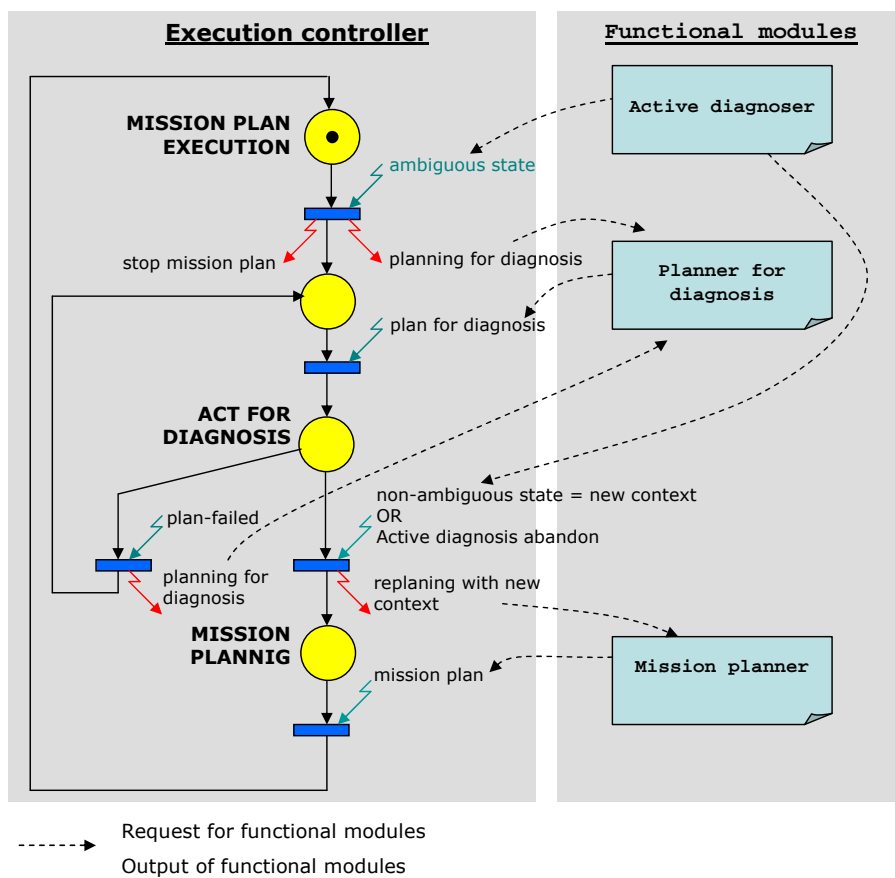 Execution controller
Functional modules
Active diagnoser
MISSION PLAN
EXECUTION
ambiguous state
stop mission plan
planning for diagnosis
Planner for
diagnosis
plan for diagnosis
ACT FOR
DIAGNOSIS
non-ambiguous state = new context
OR
Active diagnosis abandon
plan-failed
planning for
diagnosis
replaning with new
context
MISSION
PLANNIG
Mission planner
mission plan
Request for functional modules
Output of functional modules